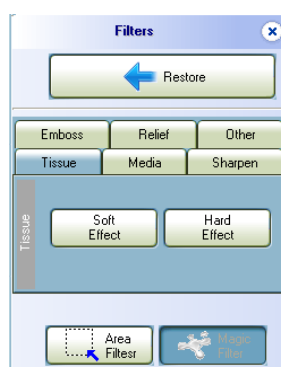 Filters
Restore
Emboss Relief Other
Tissue Media Sharpen
Tissue
Soft Hard
Effect Effect
Area Magic
Filtesr Filter